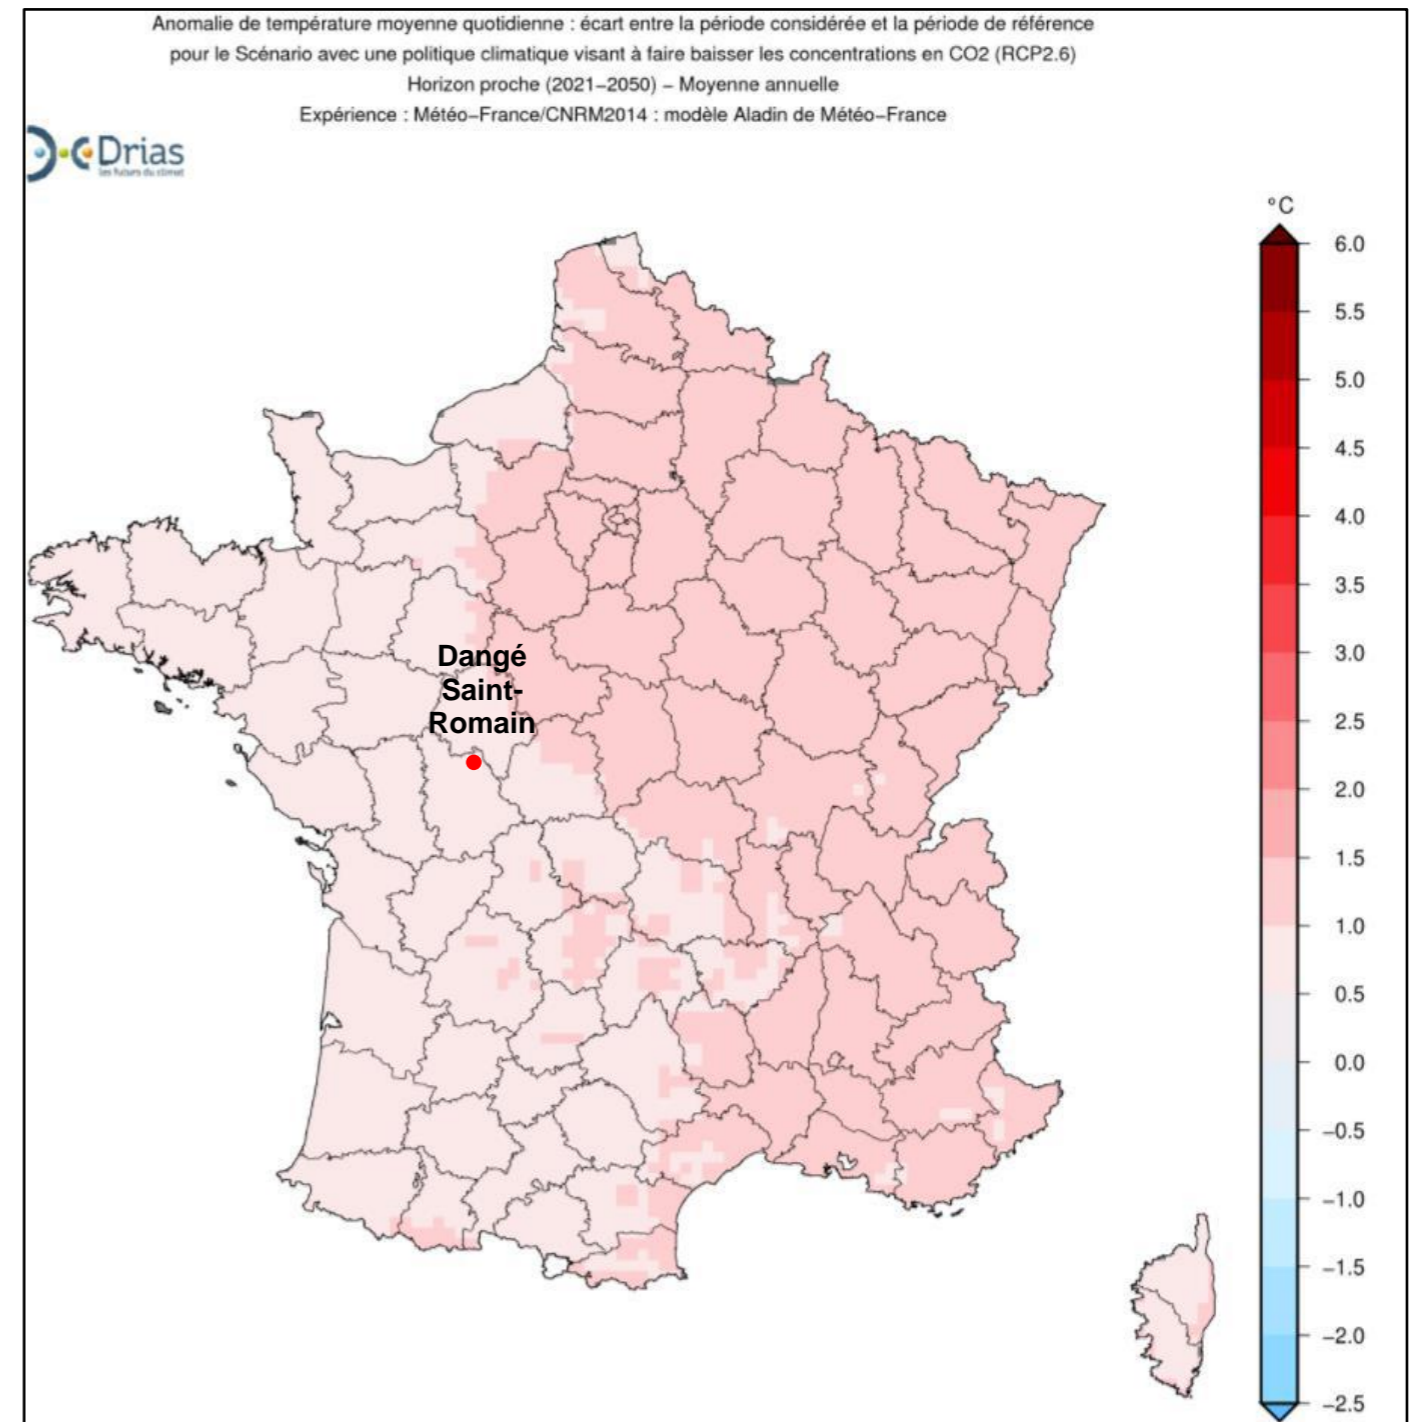 Anomalie de température moyenne quotidienne : écart entre la période considérée et la période de référence
pour le Scénario avec une politique climatique visant à faire baisser les concentrations en CO2 (RCP2.6)
Horizon proche (2021−2050) − Moyenne annuelle
Expérience : Météo−France/CNRM2014 : modèle Aladin de Météo−France
Drias
les futurs du climat
°C
6.0
5.5
5.0
4.5
4.0
3.5
3.0
2.5
2.0
1.5
1.0
0.5
0.0
−0.5
−1.0
−1.5
−2.0
−2.5
Dangé
Saint-
Romain